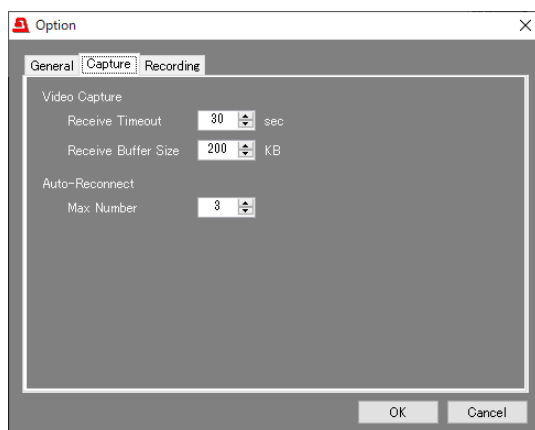 Option
General Capture Recording
Video Capture
Receive Timeout 30 sec
Receive Buffer Size 200 KB
Auto-Reconnect
Max Number 3
OK Cancel